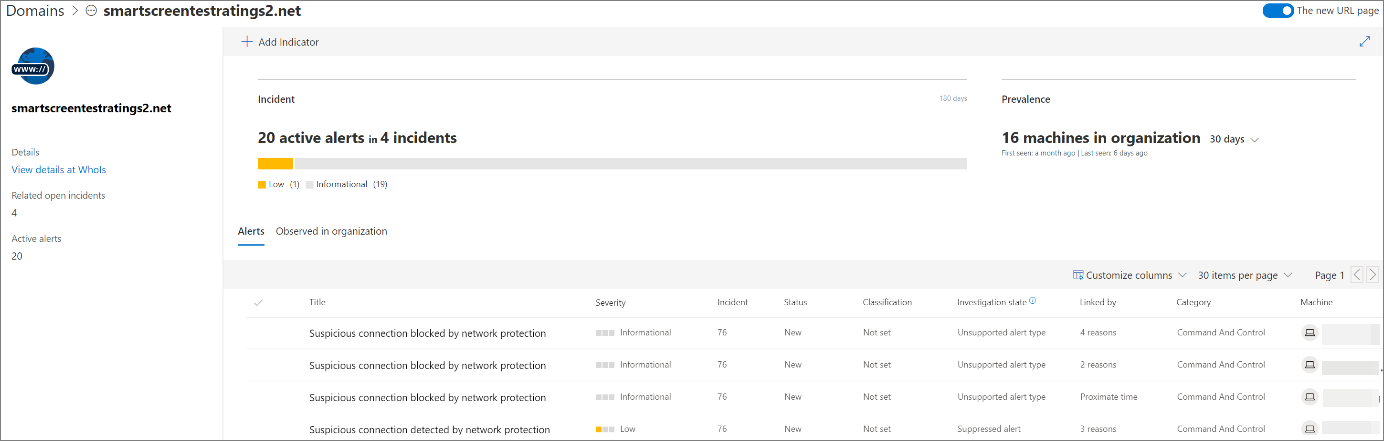 Domains > smartscreentestratings2.net
The new URL page
www://
smartscreentestratings2.net
Details
View details at WhoIs
Related open incidents
4
Active alerts
20
+ Add Indicator
Incident
180 days
20 active alerts in 4 incidents
Low (1) Informational (19)
Prevalence
16 machines in organization 30 days
First seen: a month ago | Last seen: 6 days ago
Alerts Observed in organization
Customize columns 30 items per page Page 1
Title Severity Incident Status Classification Investigation state Linked by Category Machine
Suspicious connection blocked by network protection Informational 76 New Not set Unsupported alert type 4 reasons Command And Control
Suspicious connection blocked by network protection Informational 76 New Not set Unsupported alert type 2 reasons Command And Control
Suspicious connection blocked by network protection Informational 76 New Not set Unsupported alert type Proximate time Command And Control
Suspicious connection detected by network protection Low 76 New Not set Suppressed alert 3 reasons Command And Control